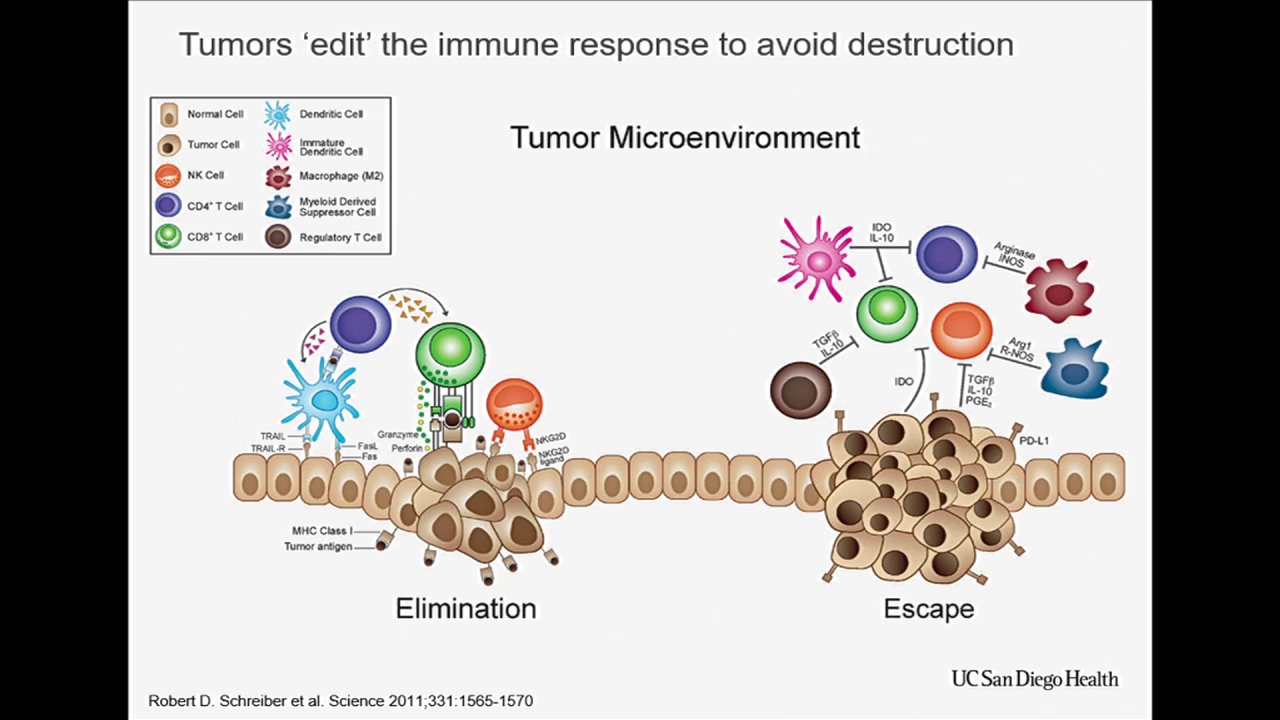 Tumors ‘edit’ the immune response to avoid destruction
Normal Cell
Tumor Cell
NK Cell
CD4⁺ T Cell
CD8⁺ T Cell
Dendritic Cell
Immature
Dendritic Cell
Macrophage (M2)
Myeloid Derived
Suppressor Cell
Regulatory T Cell
Tumor Microenvironment
TRAIL
TRAIL-R
FasL
Fas
Granzyme
Perforin
NKG2D
NKG2D
ligand
MHC Class I
Tumor antigen
Elimination
IDO
IL-10
Arginase
iNOS
TGFβ
IL-10
Arg1
R-NOS
IDO
TGFβ
IL-10
PGE₂
PD-L1
Escape
UC San Diego Health
Robert D. Schreiber et al. Science 2011;331:1565-1570